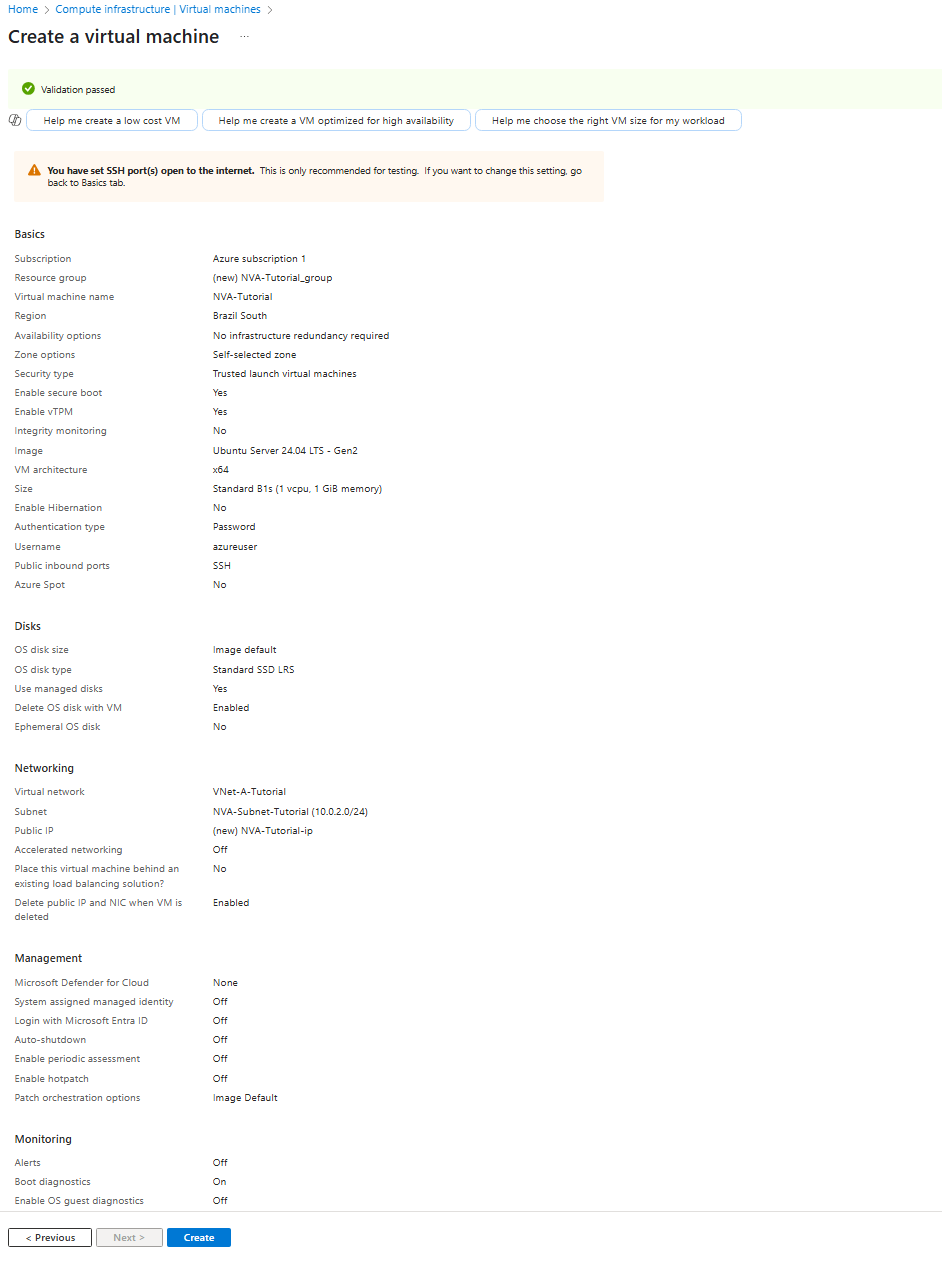 Home > Compute infrastructure | Virtual machines >
Create a virtual machine ...
Validation passed
Help me create a low cost VM Help me create a VM optimized for high availability Help me choose the right VM size for my workload
You have set SSH port(s) open to the internet. This is only recommended for testing. If you want to change this setting, go
back to Basics tab.
Basics
Subscription Azure subscription 1
Resource group (new) NVA-Tutorial_group
Virtual machine name NVA-Tutorial
Region Brazil South
Availability options No infrastructure redundancy required
Zone options Self-selected zone
Security type Trusted launch virtual machines
Enable secure boot Yes
Enable vTPM Yes
Integrity monitoring No
Image Ubuntu Server 24.04 LTS - Gen2
VM architecture x64
Size Standard B1s (1 vcpu, 1 GiB memory)
Enable Hibernation No
Authentication type Password
Username azureuser
Public inbound ports SSH
Azure Spot No
Disks
OS disk size Image default
OS disk type Standard SSD LRS
Use managed disks Yes
Delete OS disk with VM Enabled
Ephemeral OS disk No
Networking
Virtual network VNet-A-Tutorial
Subnet NVA-Subnet-Tutorial (10.0.2.0/24)
Public IP (new) NVA-Tutorial-ip
Accelerated networking Off
Place this virtual machine behind an No
existing load balancing solution?
Delete public IP and NIC when VM is Enabled
deleted
Management
Microsoft Defender for Cloud None
System assigned managed identity Off
Login with Microsoft Entra ID Off
Auto-shutdown Off
Enable periodic assessment Off
Enable hotpatch Off
Patch orchestration options Image Default
Monitoring
Alerts Off
Boot diagnostics On
Enable OS guest diagnostics Off
< Previous Next > Create